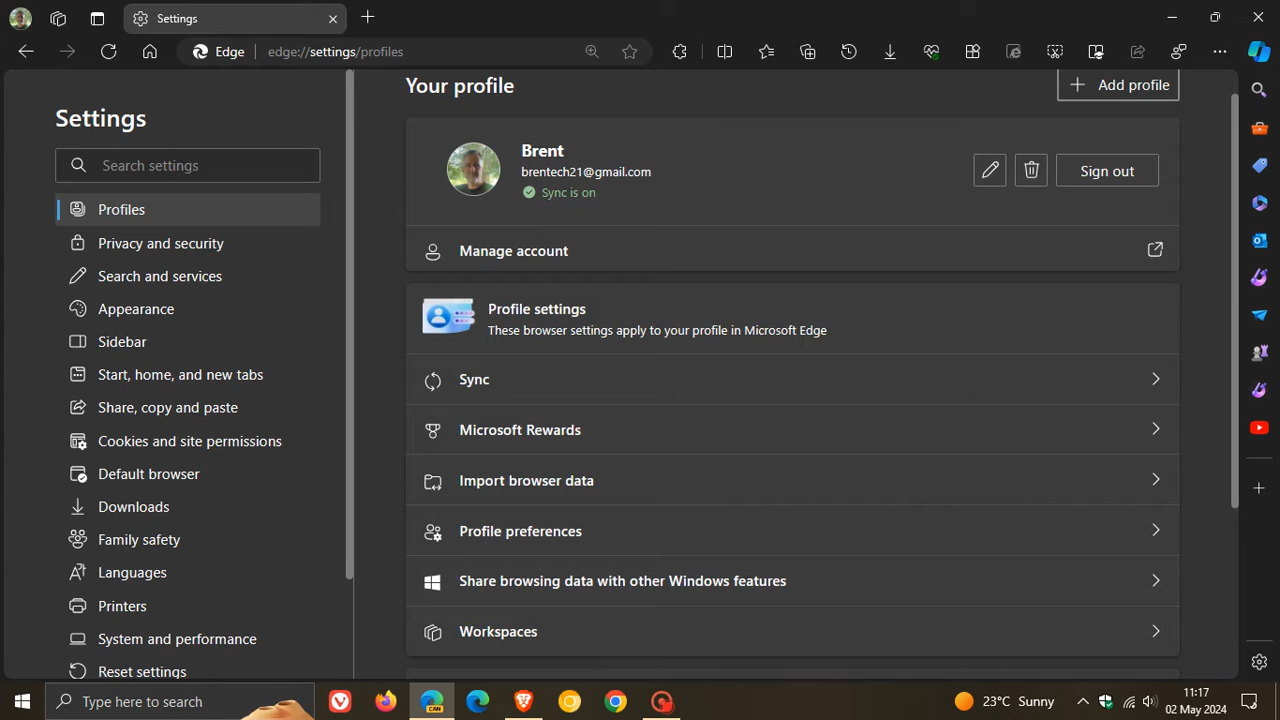 Settings
Edge
edge://settings/profiles
Settings
Search settings
Profiles
Privacy and security
Search and services
Appearance
Sidebar
Start, home, and new tabs
Share, copy and paste
Cookies and site permissions
Default browser
Downloads
Family safety
Languages
Printers
System and performance
Reset settings
Your profile
Add profile
Brent
brentech21@gmail.com
Sync is on
Sign out
Manage account
Profile settings
These browser settings apply to your profile in Microsoft Edge
Sync
Microsoft Rewards
Import browser data
Profile preferences
Share browsing data with other Windows features
Workspaces
Type here to search
CAN
23°C Sunny
11:17
02 May 2024